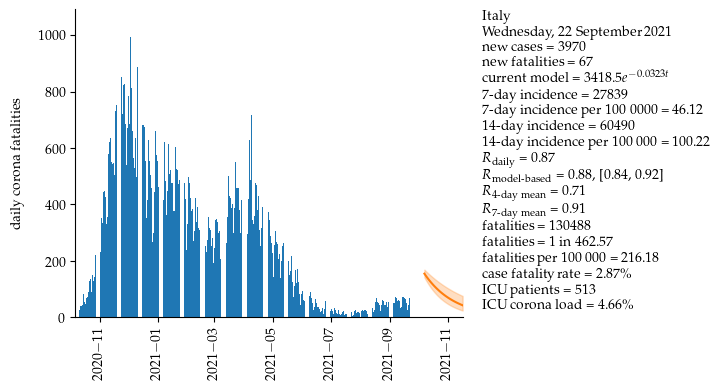 1000
800
600
400
200
0
daily corona fatalities
2020−11
2021−01
2021−03
2021−05
2021−07
2021−09
2021−11
Italy
Wednesday, 22 September 2021
new cases = 3970
new fatalities = 67
current model = 3418.5e^{−0.0323t}
7-day incidence = 27839
7-day incidence per 100 0000 = 46.12
14-day incidence = 60490
14-day incidence per 100 000 = 100.22
R_daily = 0.87
R_model-based = 0.88, [0.84, 0.92]
R_4-day mean = 0.71
R_7-day mean = 0.91
fatalities = 130488
fatalities = 1 in 462.57
fatalities per 100 000 = 216.18
case fatality rate = 2.87%
ICU patients = 513
ICU corona load = 4.66%